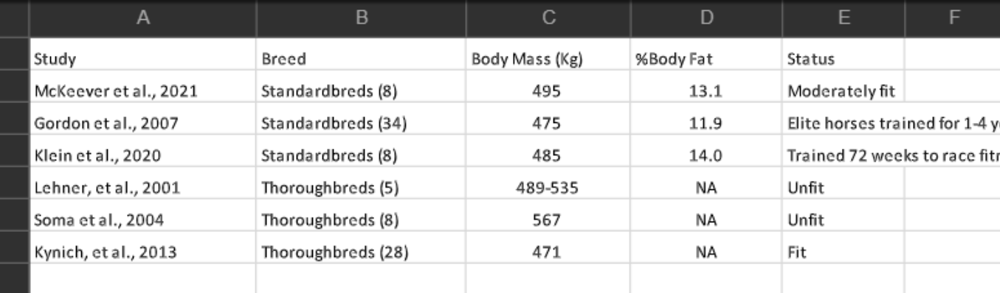 A B C D E F
Study Breed Body Mass (Kg) %Body Fat Status
McKeever et al., 2021 Standardbreds (8) 495 13.1 Moderately fit
Gordon et al., 2007 Standardbreds (34) 475 11.9 Elite horses trained for 1-4
Klein et al., 2020 Standardbreds (8) 485 14.0 Trained 72 weeks to race
Lehner, et al., 2001 Thoroughbreds (5) 489-535 NA Unfit
Soma et al., 2004 Thoroughbreds (8) 567 NA Unfit
Kynich, et al., 2013 Thoroughbreds (28) 471 NA Fit